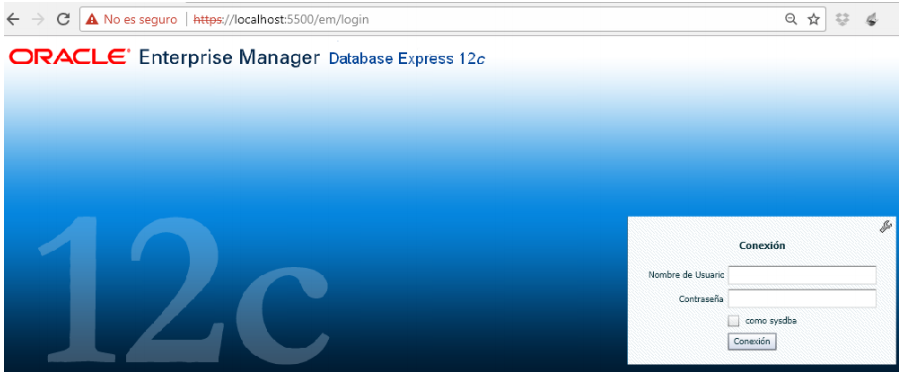 No es seguro | https://localhost:5500/em/login
ORACLE® Enterprise Manager Database Express 12c
12c
Conexión
Nombre de Usuario
Contraseña
como sysdba
Conexión